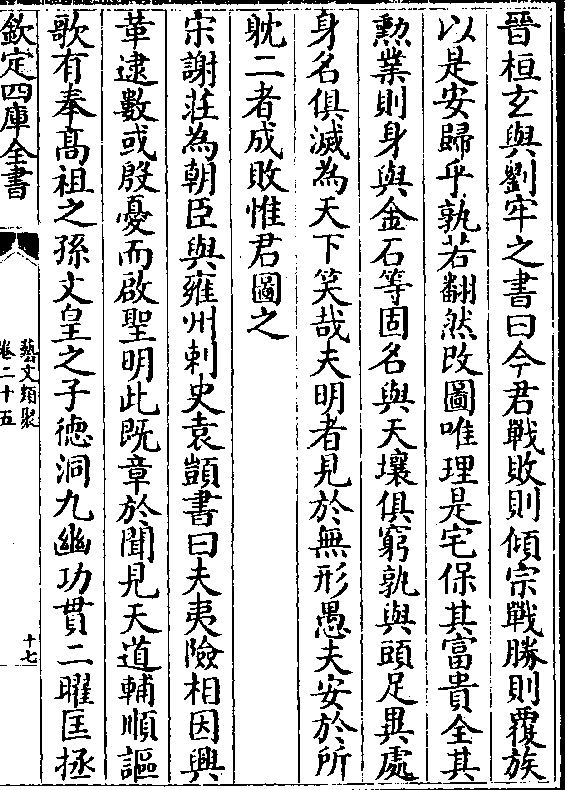 晉桓玄與劉牢之書曰今君戰敗則傾宗戰勝則覆族
以是安歸乎孰若翻然改圖唯理是宅保其富貴全其
勲業則身與金石等固名與天壤俱窮孰與頭足異處
身名俱滅為天下笑哉夫明者見於無形愚夫安於所
躭二者成敗惟君圖之
宋謝莊為朝臣與雍州刺史袁顗書曰夫夷險相因興
革逮數或殷憂而啟聖明此既章於聞見天道輔順謳
歌有奉髙祖之孫文皇之子德洞九幽功貫二曜匡拯
欽定四庫全書
藝文類聚
卷二十五
十七